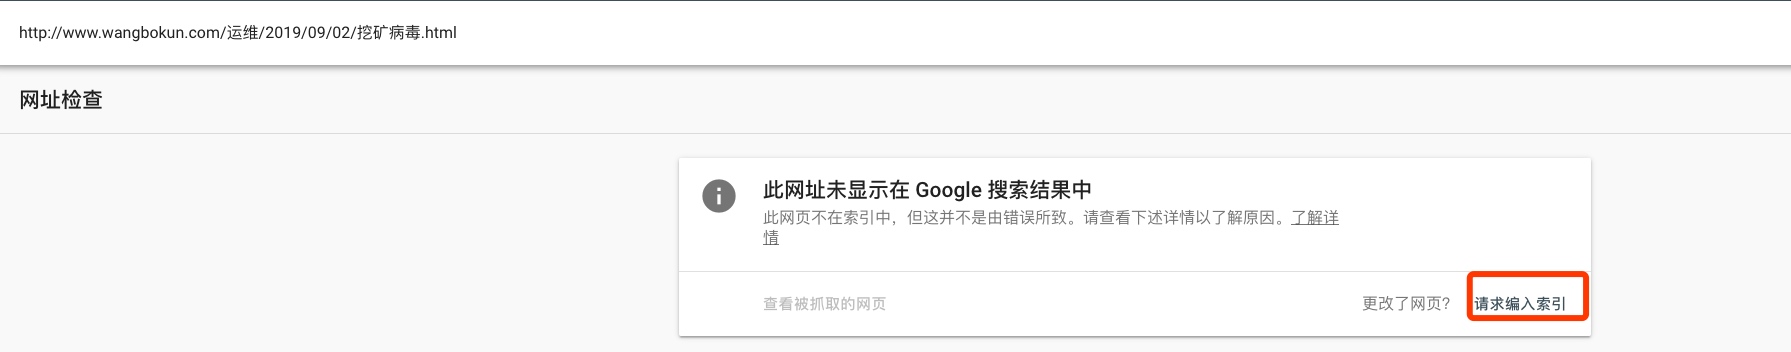 http://www.wangbokun.com/运维/2019/09/02/挖矿病毒.html
网址检查
此网址未显示在 Google 搜索结果中
此网页不在索引中，但这并不是由错误所致。请查看下述详情以了解原因。了解详
情
查看被抓取的网页
更改了网页? 请求编入索引